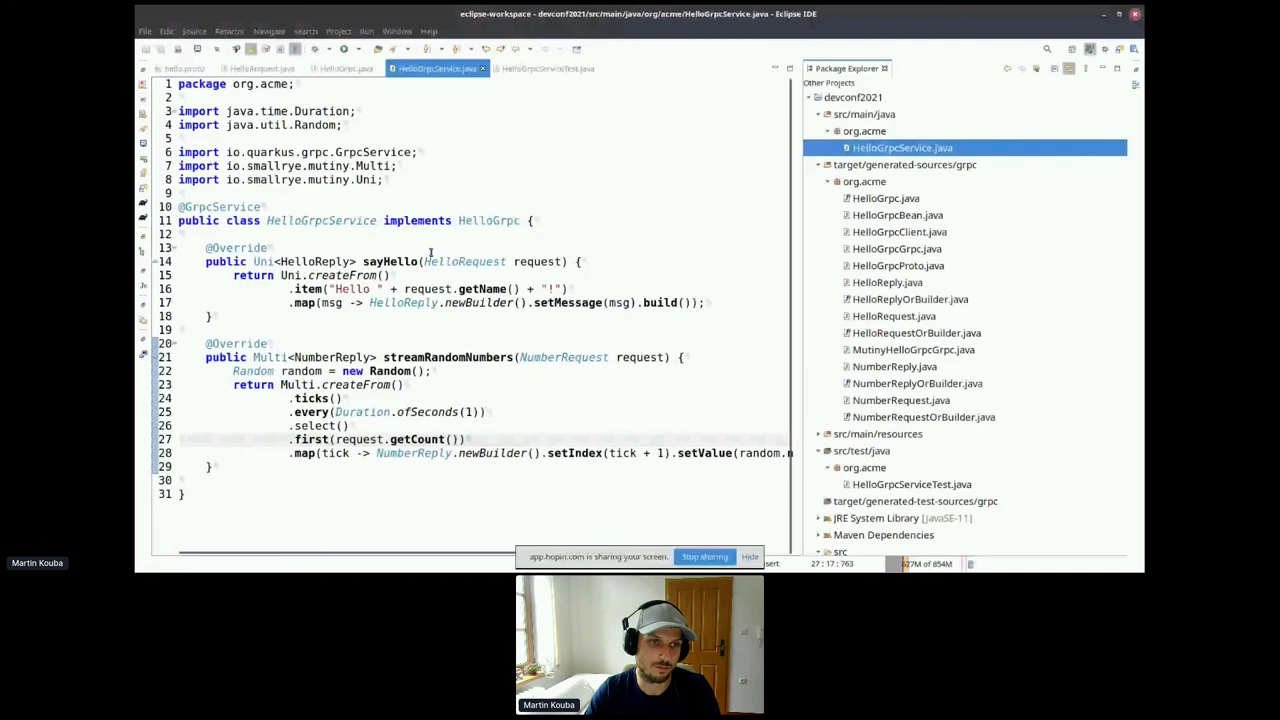 eclipse-workspace - devconf2021/src/main/java/org/acme/HelloGrpcService.java - Eclipse IDE
File Edit Source Refactor Navigate search Project Run Window Help
hello.proto HelloRequest.java HelloGrpc.java HelloGrpcService.java HelloGrpcServiceTest.java
1 package org.acme;
2
3 import java.time.Duration;
4 import java.util.Random;
5
6 import io.quarkus.grpc.GrpcService;
7 import io.smallrye.mutiny.Multi;
8 import io.smallrye.mutiny.Uni;
9
10 @GrpcService
11 public class HelloGrpcService implements HelloGrpc {
12
13 @Override
14 public Uni<HelloReply> sayHello(HelloRequest request) {
15 return Uni.createFrom()
16 .item("Hello " + request.getName() + "!")
17 .map(msg -> HelloReply.newBuilder().setMessage(msg).build());
18 }
19
20 @Override
21 public Multi<NumberReply> streamRandomNumbers(NumberRequest request) {
22 Random random = new Random();
23 return Multi.createFrom()
24 .ticks()
25 .every(Duration.ofSeconds(1))
26 .select()
27 .first(request.getCount())
28 .map(tick -> NumberReply.newBuilder().setIndex(tick + 1).setValue(random.n
29 }
30
31 }
Package Explorer
Other Projects
devconf2021
src/main/java
org.acme
HelloGrpcService.java
target/generated-sources/grpc
org.acme
HelloGrpc.java
HelloGrpcBean.java
HelloGrpcClient.java
HelloGrpcGrpc.java
HelloGrpcProto.java
HelloReply.java
HelloReplyOrBuilder.java
HelloRequest.java
HelloRequestOrBuilder.java
MutinyHelloGrpcGrpc.java
NumberReply.java
NumberReplyOrBuilder.java
NumberRequest.java
NumberRequestOrBuilder.java
src/main/resources
src/test/java
org.acme
HelloGrpcServiceTest.java
target/generated-test-sources/grpc
JRE System Library [JavaSE-11]
Maven Dependencies
src
app.hopin.com is sharing your screen. Stop sharing Hide
27 : 17 : 763
of 854M
Martin Kouba
Martin Kouba